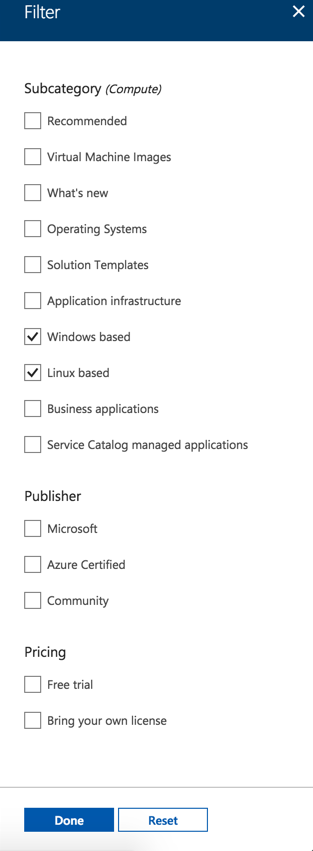 Filter
Subcategory (Compute)
Recommended
Virtual Machine Images
What's new
Operating Systems
Solution Templates
Application infrastructure
Windows based
Linux based
Business applications
Service Catalog managed applications
Publisher
Microsoft
Azure Certified
Community
Pricing
Free trial
Bring your own license
Done Reset